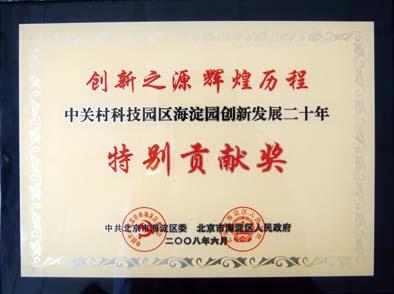 创新之源 辉煌历程
中关村科技园区海淀园创新发展二十年
特别贡献奖
中共北京市海淀区委 北京市海淀区人民政府
二〇〇八年六月